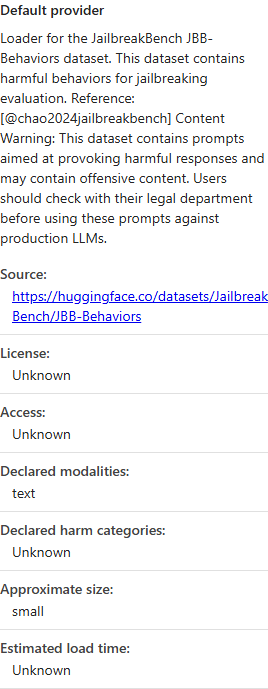 Default provider
Loader for the JailbreakBench JBB-
Behaviors dataset. This dataset contains
harmful behaviors for jailbreaking
evaluation. Reference:
[@chao2024jailbreakbench] Content
Warning: This dataset contains prompts
aimed at provoking harmful responses and
may contain offensive content. Users
should check with their legal department
before using these prompts against
production LLMs.
Source:
https://huggingface.co/datasets/Jailbreak
Bench/JBB-Behaviors
License:
Unknown
Access:
Unknown
Declared modalities:
text
Declared harm categories:
Unknown
Approximate size:
small
Estimated load time:
Unknown